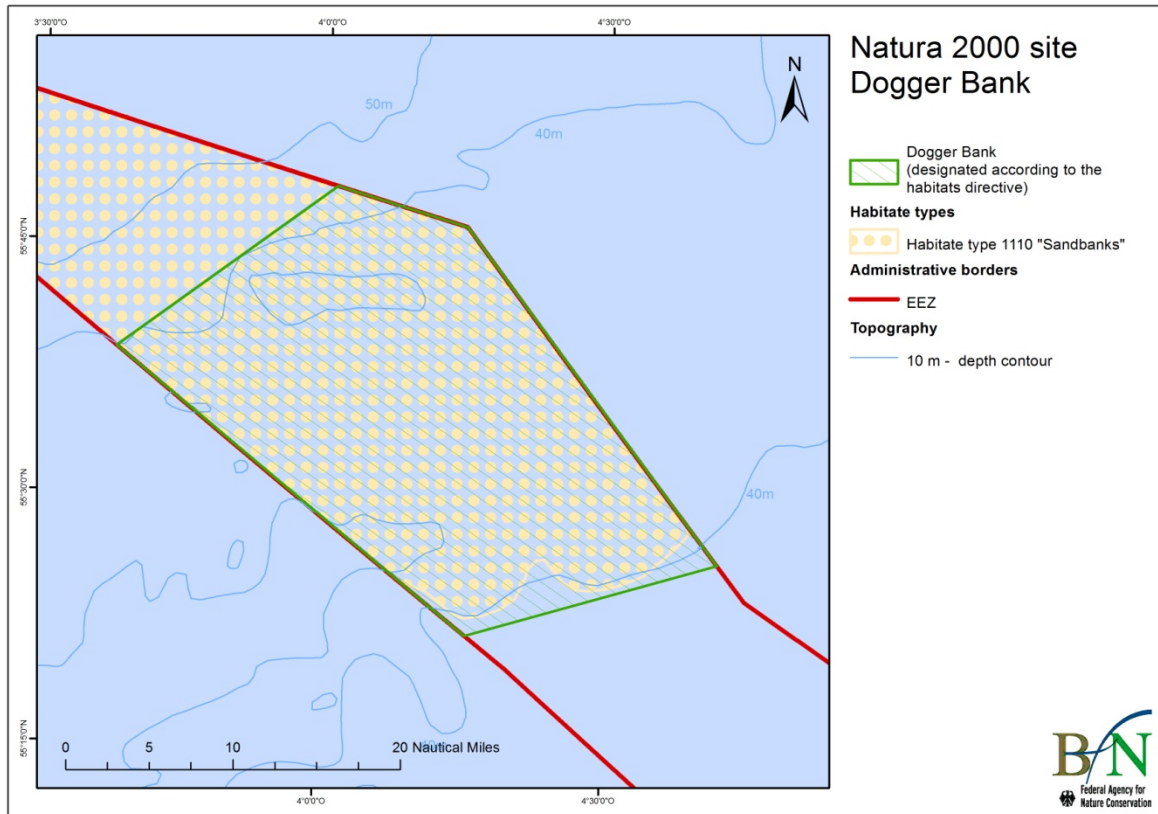 3°30'0"O
4°0'0"O
4°30'0"O
Natura 2000 site
Dogger Bank
N
50m
40m
Dogger Bank
(designated according to the
habitats directive)
Habitate types
55°45'0"N
Habitate type 1110 "Sandbanks"
Administrative borders
EEZ
Topography
10 m - depth contour
40m
55°30'0"N
55°15'0"N
0
5
10
20 Nautical Miles
BfN
Federal Agency for
Nature Conservation
4°0'0"O
4°30'0"O